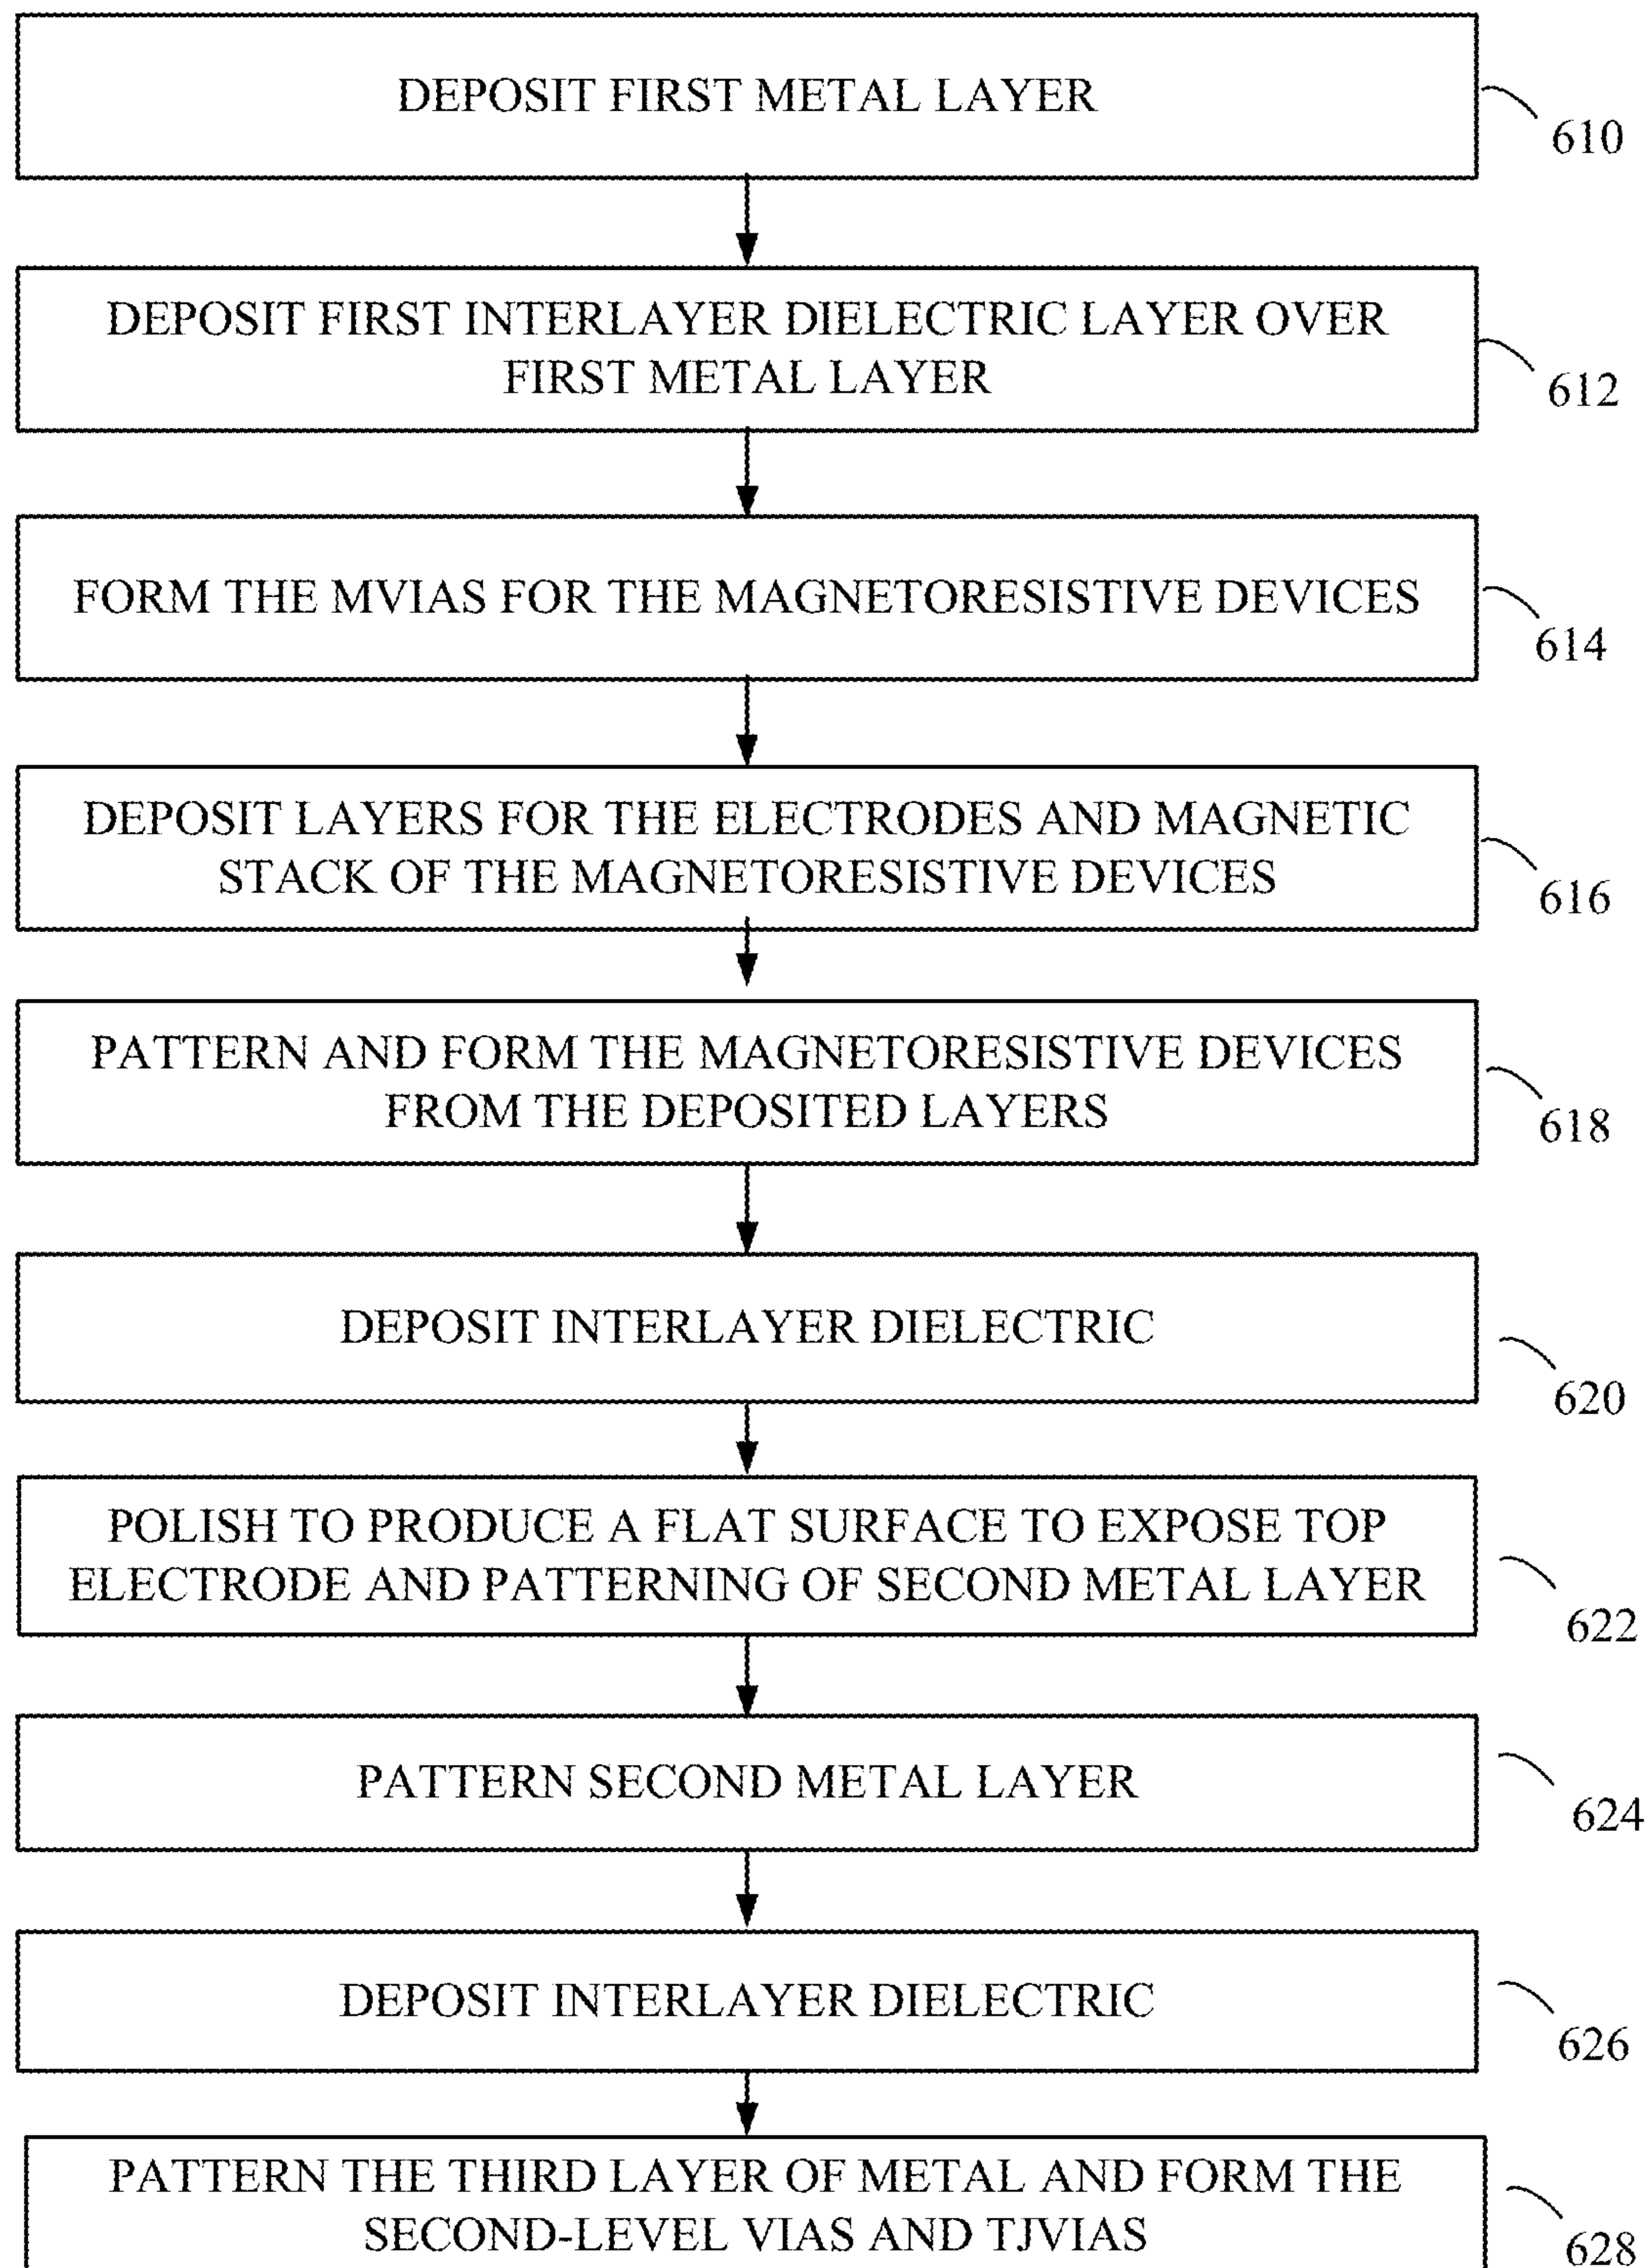 DEPOSIT FIRST METAL LAYER
610
DEPOSIT FIRST INTERLAYER DIELECTRIC LAYER OVER
FIRST METAL LAYER
612
FORM THE MVIAS FOR THE MAGNETORESISTIVE DEVICES
614
DEPOSIT LAYERS FOR THE ELECTRODES AND MAGNETIC
STACK OF THE MAGNETORESISTIVE DEVICES
616
PATTERN AND FORM THE MAGNETORESISTIVE DEVICES
FROM THE DEPOSITED LAYERS
618
DEPOSIT INTERLAYER DIELECTRIC
620
POLISH TO PRODUCE A FLAT SURFACE TO EXPOSE TOP
ELECTRODE AND PATTERNING OF SECOND METAL LAYER
622
PATTERN SECOND METAL LAYER
624
DEPOSIT INTERLAYER DIELECTRIC
626
PATTERN THE THIRD LAYER OF METAL AND FORM THE
SECOND-LEVEL VIAS AND TJVIAS
628